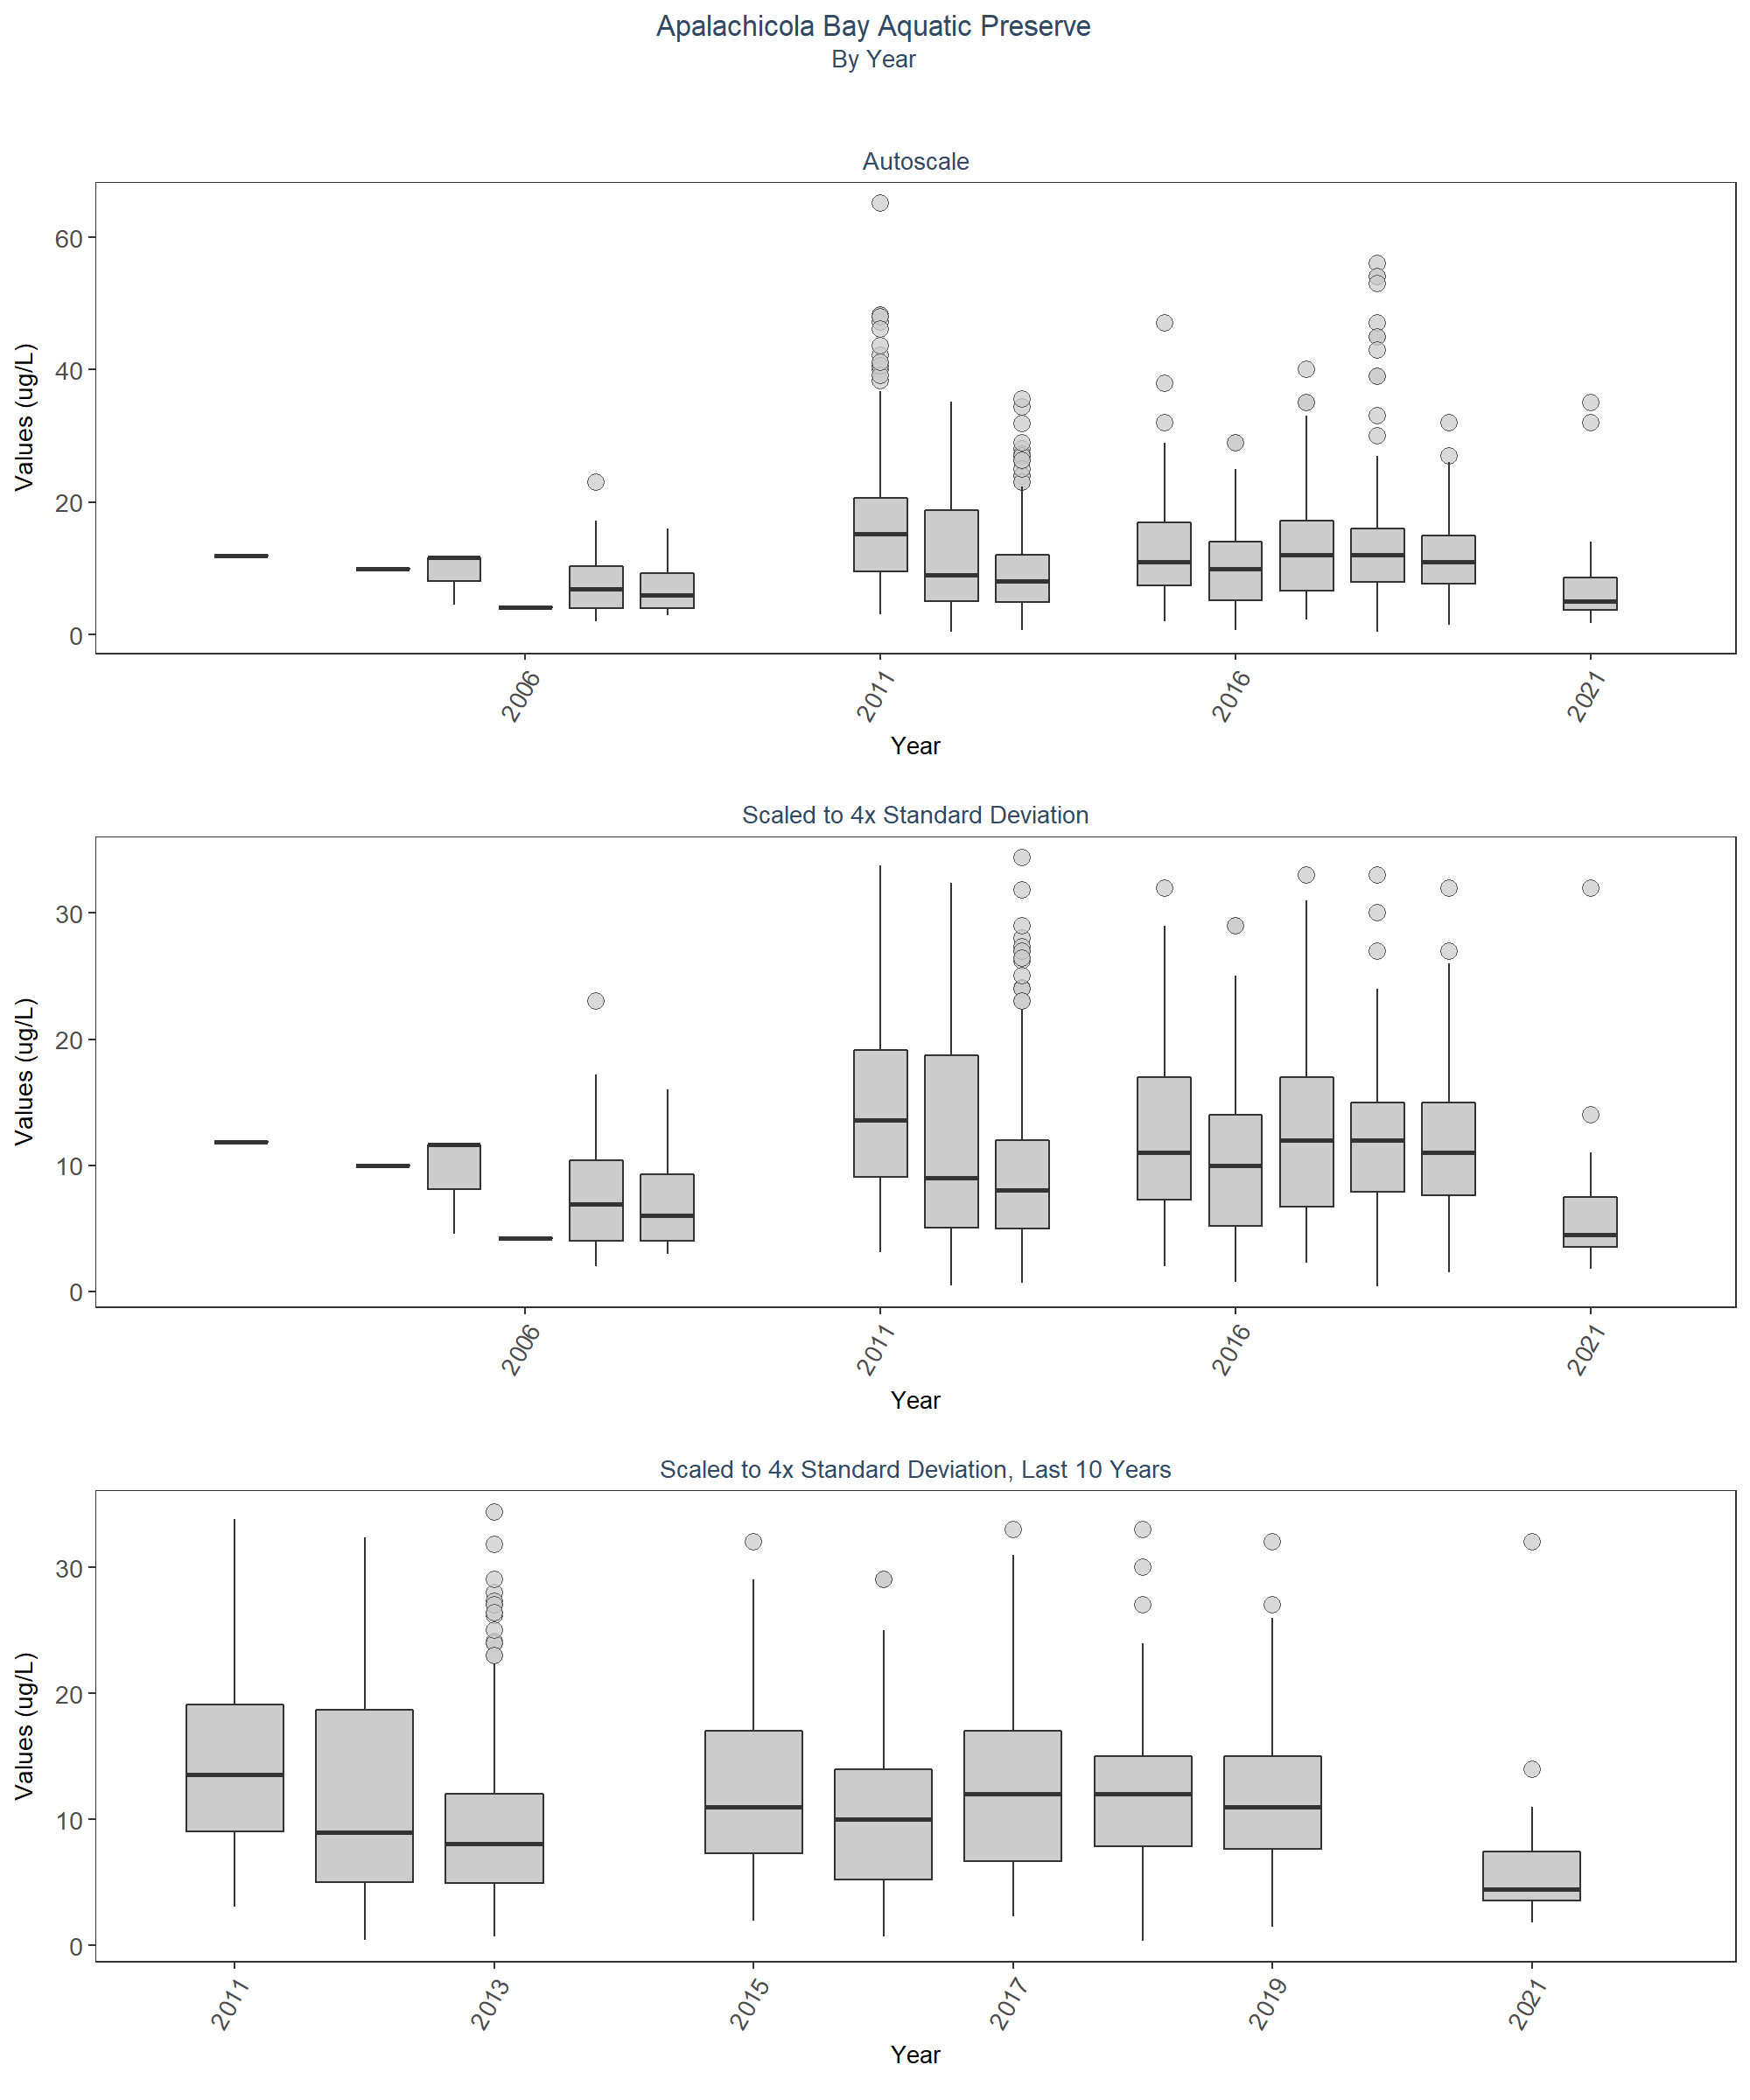 Apalachicola Bay Aquatic Preserve
By Year
Autoscale
Values (ug/L)
60
40
20
0
2006
2011
2016
2021
Year
Scaled to 4x Standard Deviation
Values (ug/L)
30
20
10
0
2006
2011
2016
2021
Year
Scaled to 4x Standard Deviation, Last 10 Years
Values (ug/L)
30
20
10
0
2011
2013
2015
2017
2019
2021
Year